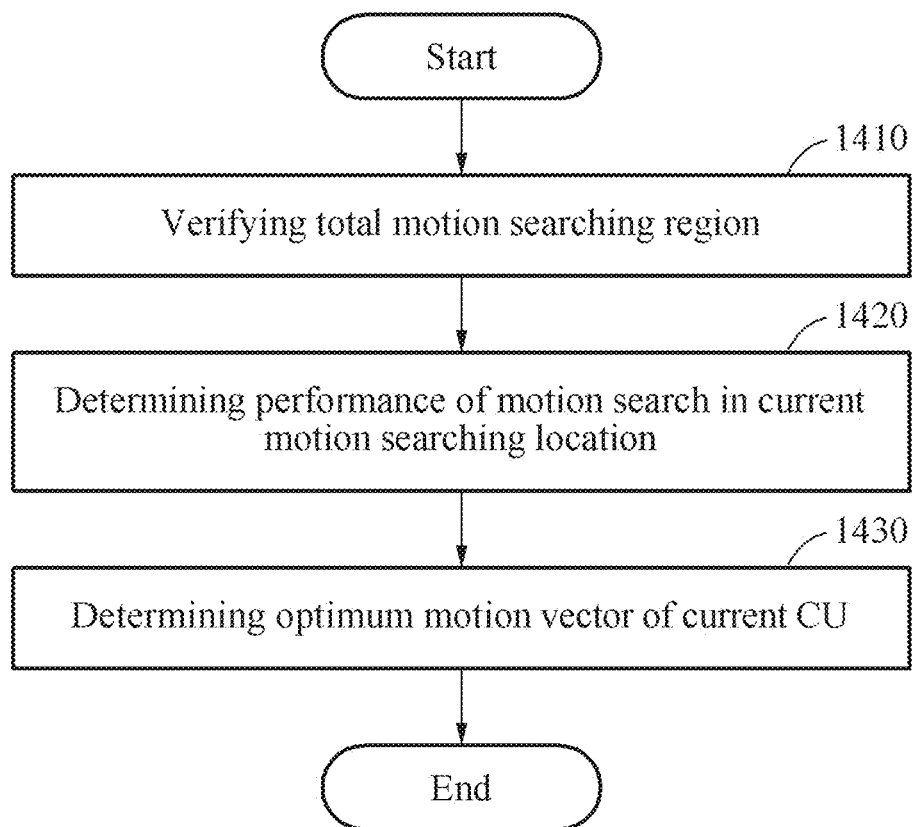 Start
1410
Verifying total motion searching region
1420
Determining performance of motion search in current
motion searching location
1430
Determining optimum motion vector of current CU
End